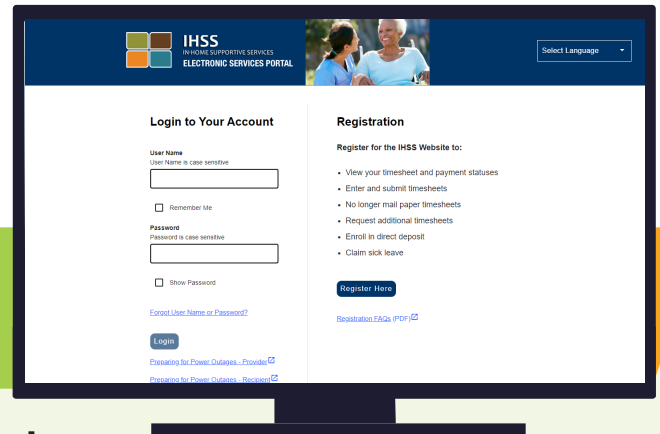 IHSS
IN-HOME SUPPORTIVE SERVICES
ELECTRONIC SERVICES PORTAL
Select Language
Login to Your Account
User Name
User Name is case sensitive
Remember Me
Password
Password is case sensitive
Show Password
Forgot User Name or Password?
Login
Preparing for Power Outages - Provider
Preparing for Power Outages - Recipient
Registration
Register for the IHSS Website to:
• View your timesheet and payment statuses
• Enter and submit timesheets
• No longer mail paper timesheets
• Request additional timesheets
• Enroll in direct deposit
• Claim sick leave
Register Here
Registration FAQs (PDF)